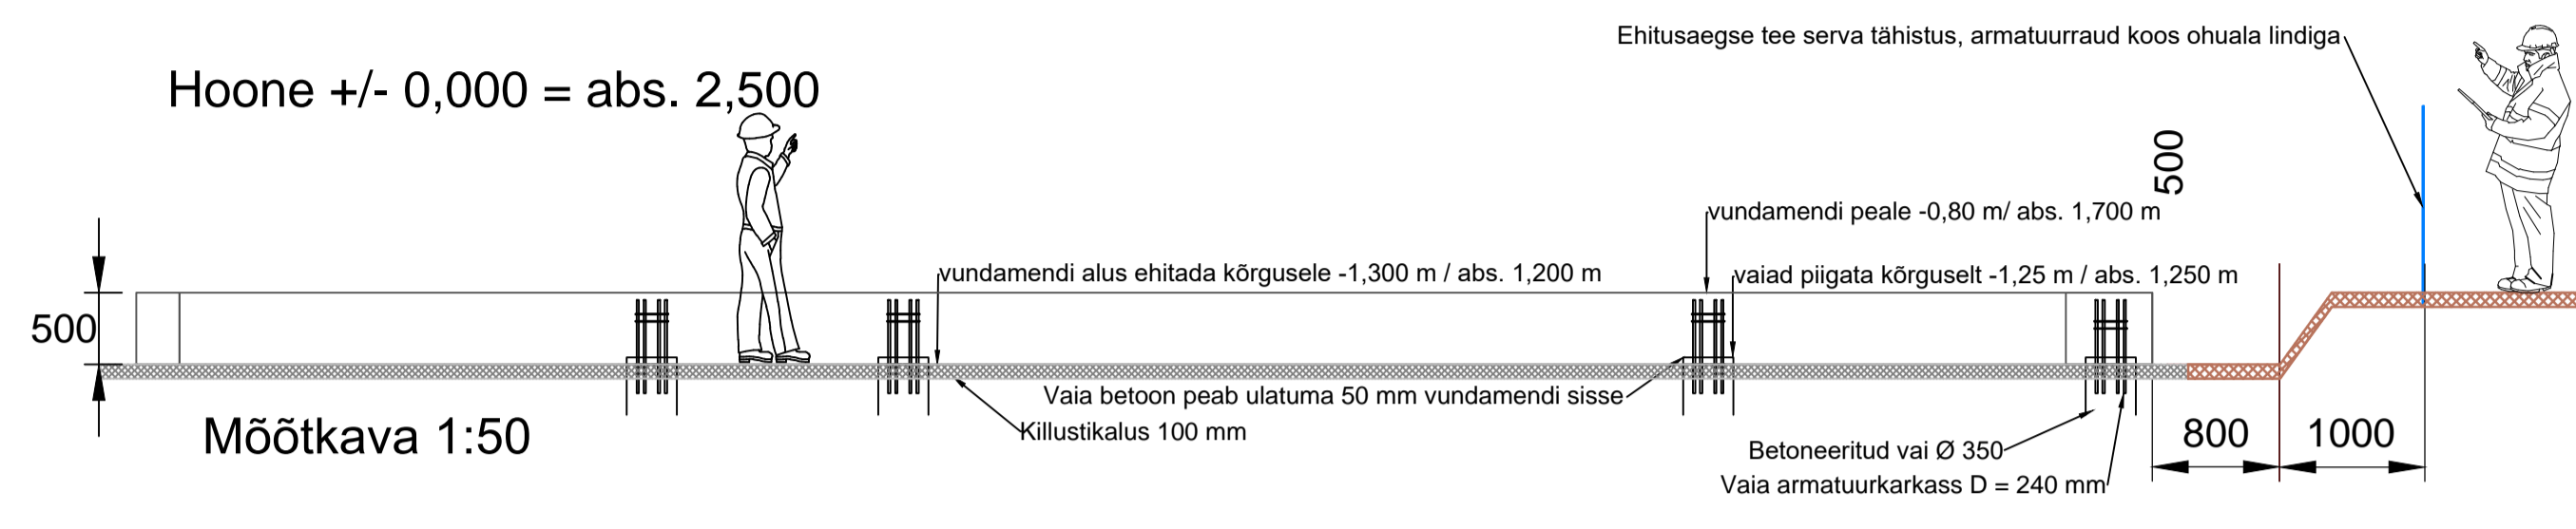 Ehitusaegse tee serva tähistus, armatuurraud koos ohuala lindiga
Hoone +/- 0,000 = abs. 2,500
500
vundamendi peale -0,80 m/ abs. 1,700 m
vundamendi alus ehitada kõrgusele -1,300 m / abs. 1,200 m
vaiad piigata kõrguselt -1,25 m / abs. 1,250 m
500
Vaia betoon peab ulatuma 50 mm vundamendi sisse
Killustikalus 100 mm
Mõõtkava 1:50
800
1000
Betoneeritud vai Ø 350
Vaia armatuurkarkass D = 240 mm